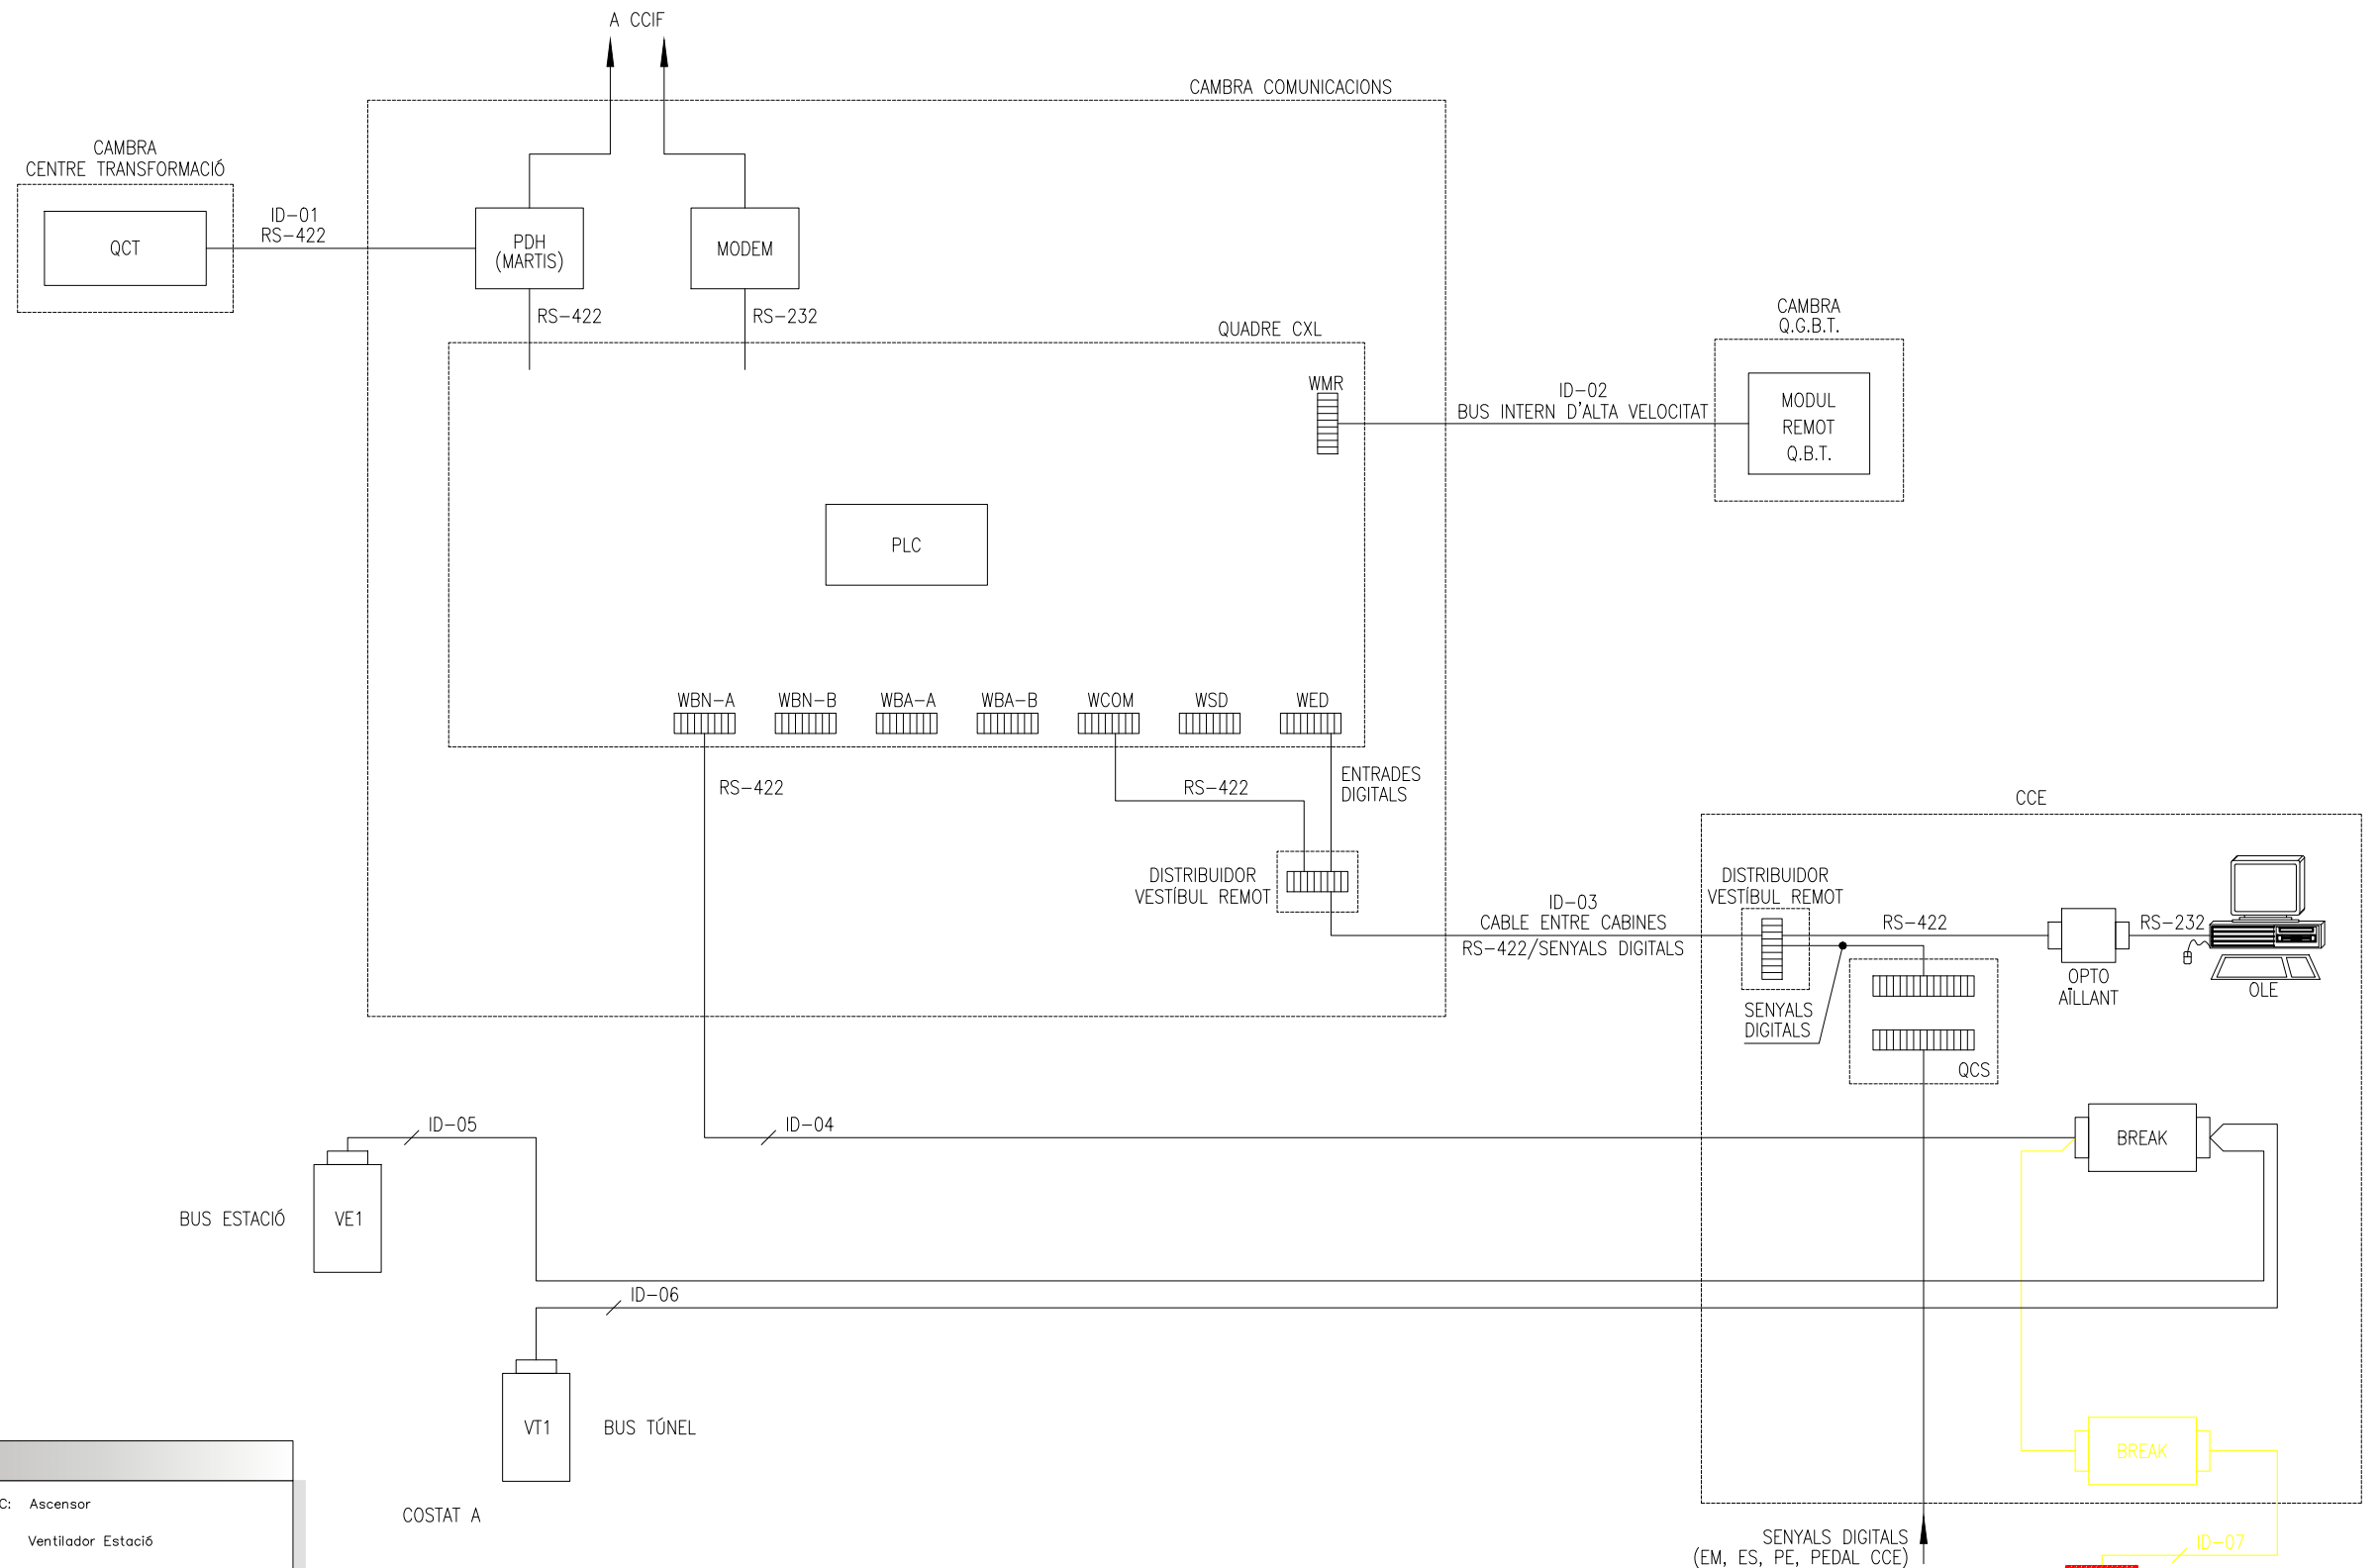 A CCIF
CAMBRA COMUNICACIONS
CAMBRA
CENTRE TRANSFORMACIÓ
QCT
ID-01
RS-422
PDH
(MARTIS)
MODEM
RS-422
RS-232
QUADRE CXL
CAMBRA
Q.G.B.T.
WMR
ID-02
BUS INTERN D'ALTA VELOCITAT
MODUL
REMOT
Q.B.T.
PLC
WBN-A
WBN-B
WBA-A
WBA-B
WCOM
WSD
WED
RS-422
RS-422
ENTRADES
DIGITALS
CCE
DISTRIBUIDOR
VESTÍBUL REMOT
ID-03
CABLE ENTRE CABINES
RS-422/SENYALS DIGITALS
DISTRIBUIDOR
VESTÍBUL REMOT
RS-422
RS-232
OPTO
AÏLLANT
OLE
SENYALS
DIGITALS
QCS
ID-05
ID-04
BREAK
BUS ESTACIÓ
VE1
ID-06
VT1
BUS TÚNEL
BREAK
COSTAT A
C: Ascensor
Ventilador Estació
SENYALS DIGITALS
(EM, ES, PE, PEDAL CCE)
ID-07